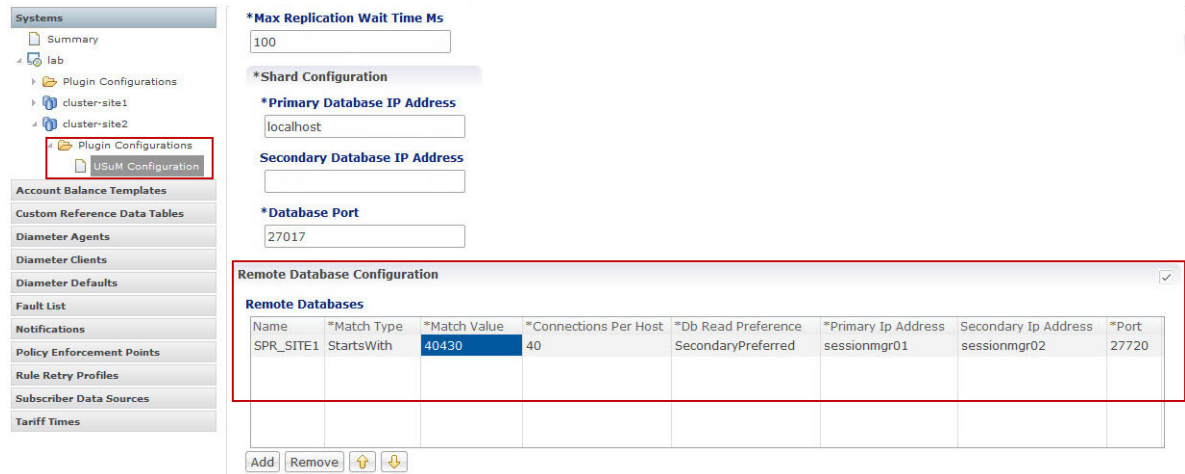 Systems
Summary
lab
Plugin Configurations
cluster-site1
cluster-site2
Plugin Configurations
USuM Configuration
Account Balance Templates
Custom Reference Data Tables
Diameter Agents
Diameter Clients
Diameter Defaults
Fault List
Notifications
Policy Enforcement Points
Rule Retry Profiles
Subscriber Data Sources
Tariff Times
*Max Replication Wait Time Ms
100
*Shard Configuration
*Primary Database IP Address
localhost
Secondary Database IP Address
*Database Port
27017
Remote Database Configuration
Remote Databases
Name *Match Type *Match Value *Connections Per Host *Db Read Preference *Primary Ip Address Secondary Ip Address *Port
SPR_SITE1 StartsWith 40430 40 SecondaryPreferred sessionmgr01 sessionmgr02 27720
Add Remove